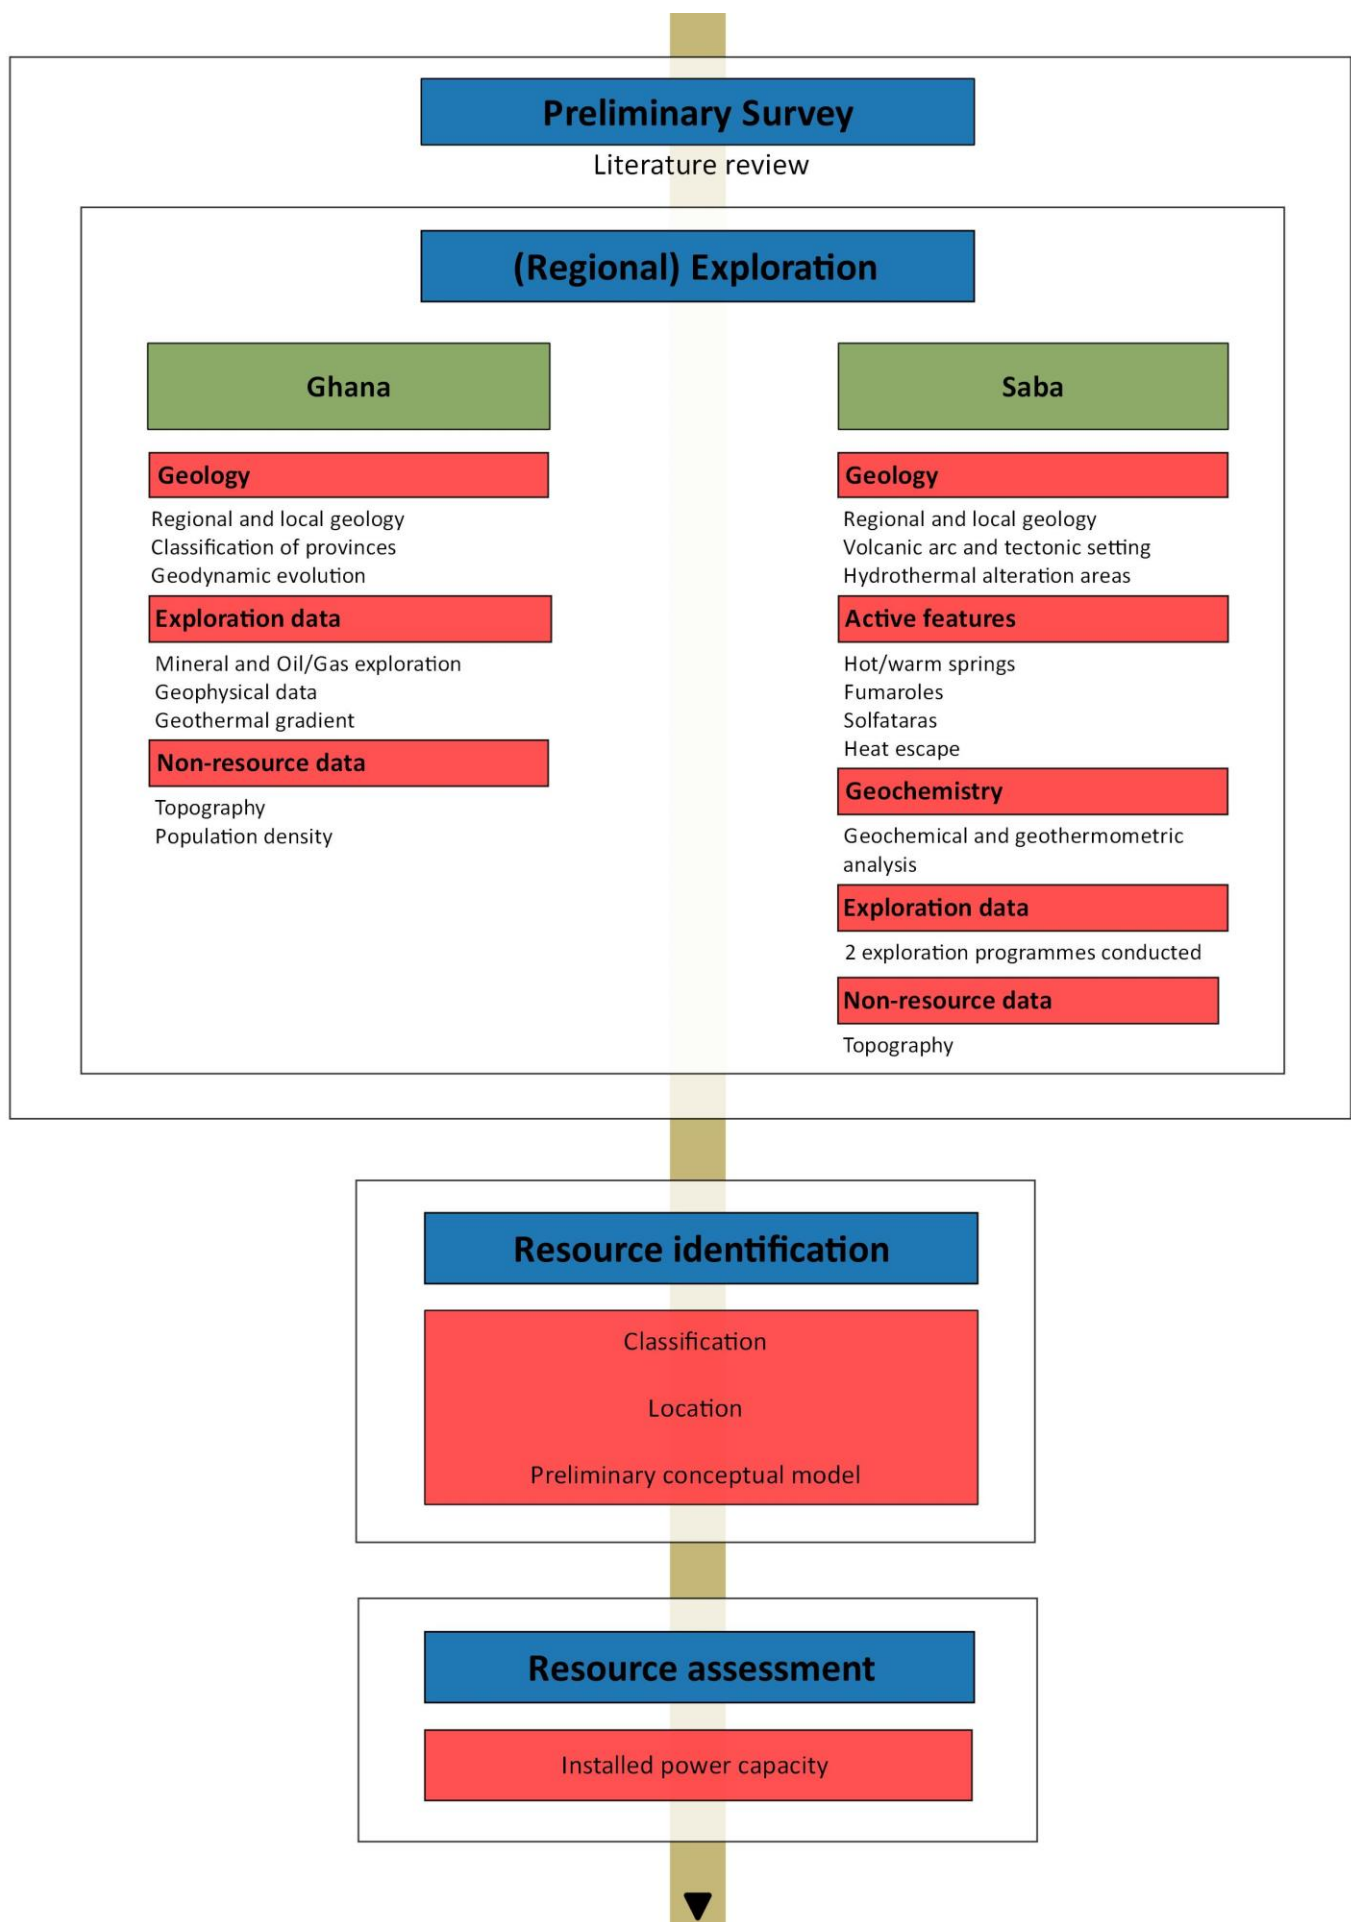 Preliminary Survey
Literature review
(Regional) Exploration
Ghana
Geology
Regional and local geology
Classification of provinces
Geodynamic evolution
Exploration data
Mineral and Oil/Gas exploration
Geophysical data
Geothermal gradient
Non-resource data
Topography
Population density
Saba
Geology
Regional and local geology
Volcanic arc and tectonic setting
Hydrothermal alteration areas
Active features
Hot/warm springs
Fumaroles
Solfataras
Heat escape
Geochemistry
Geochemical and geothermometric
analysis
Exploration data
2 exploration programmes conducted
Non-resource data
Topography
Resource identification
Classification
Location
Preliminary conceptual model
Resource assessment
Installed power capacity